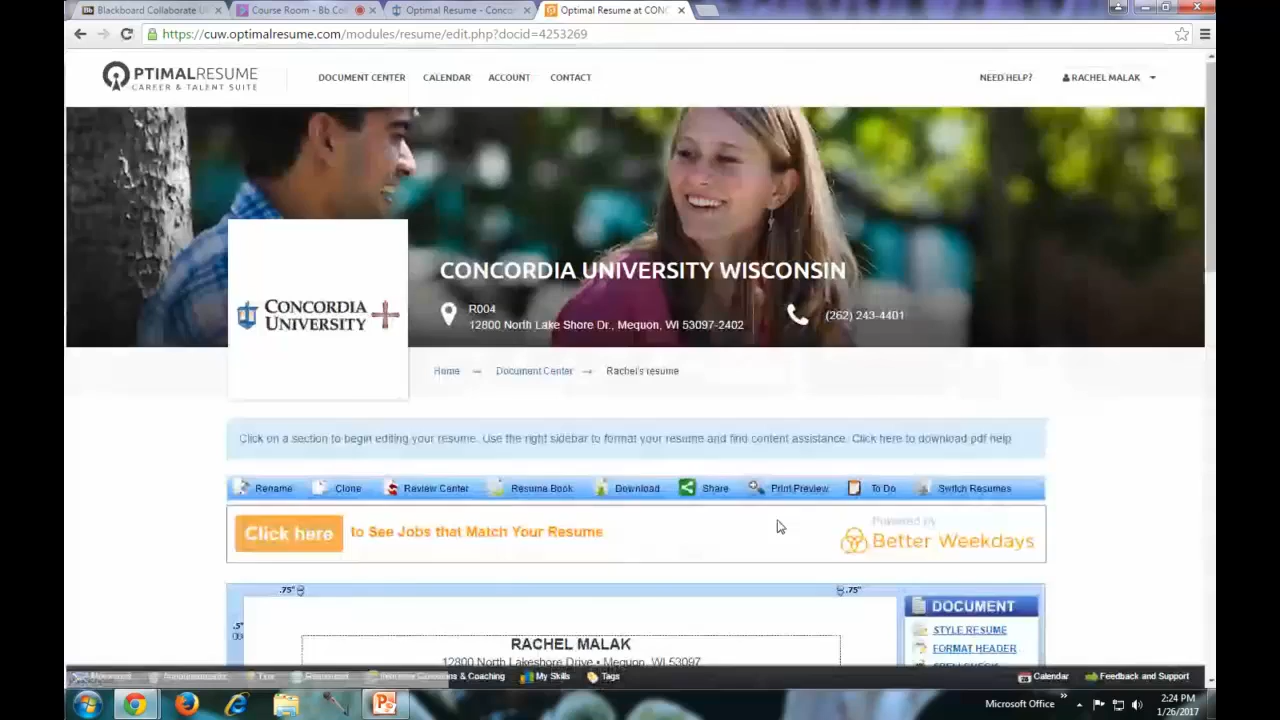 Blackboard Collaborate U
Course Room - Bb Col
Optimal Resume - Concor
Optimal Resume at CONC
https://cuw.optimalresume.com/modules/resume/edit.php?docid=4253269
PTIMALRESUME
CAREER & TALENT SUITE
DOCUMENT CENTER
CALENDAR
ACCOUNT
CONTACT
NEED HELP?
RACHEL MALAK
CONCORDIA UNIVERSITY WISCONSIN
R004
12800 North Lake Shore Dr., Mequon, WI 53097-2402
(262) 243-4401
CONCORDIA
UNIVERSITY
Home → Document Center → Rachel's resume
Click on a section to begin editing your resume. Use the right sidebar to format your resume and find content assistance. Click here to download pdf help
Rename Clone Review Center Resume Book Download Share Print Preview To Do Switch Resumes
Click here to See Jobs that Match Your Resume
Powered by
Better Weekdays
.75"
.75"
.5"
DOCUMENT
STYLE RESUME
FORMAT HEADER
SPELLCHECK
RACHEL MALAK
12800 North Lakeshore Drive • Mequon, WI 53097
& Coaching
My Skills
Tags
Calendar
Feedback and Support
Microsoft Office
2:24 PM
1/26/2017